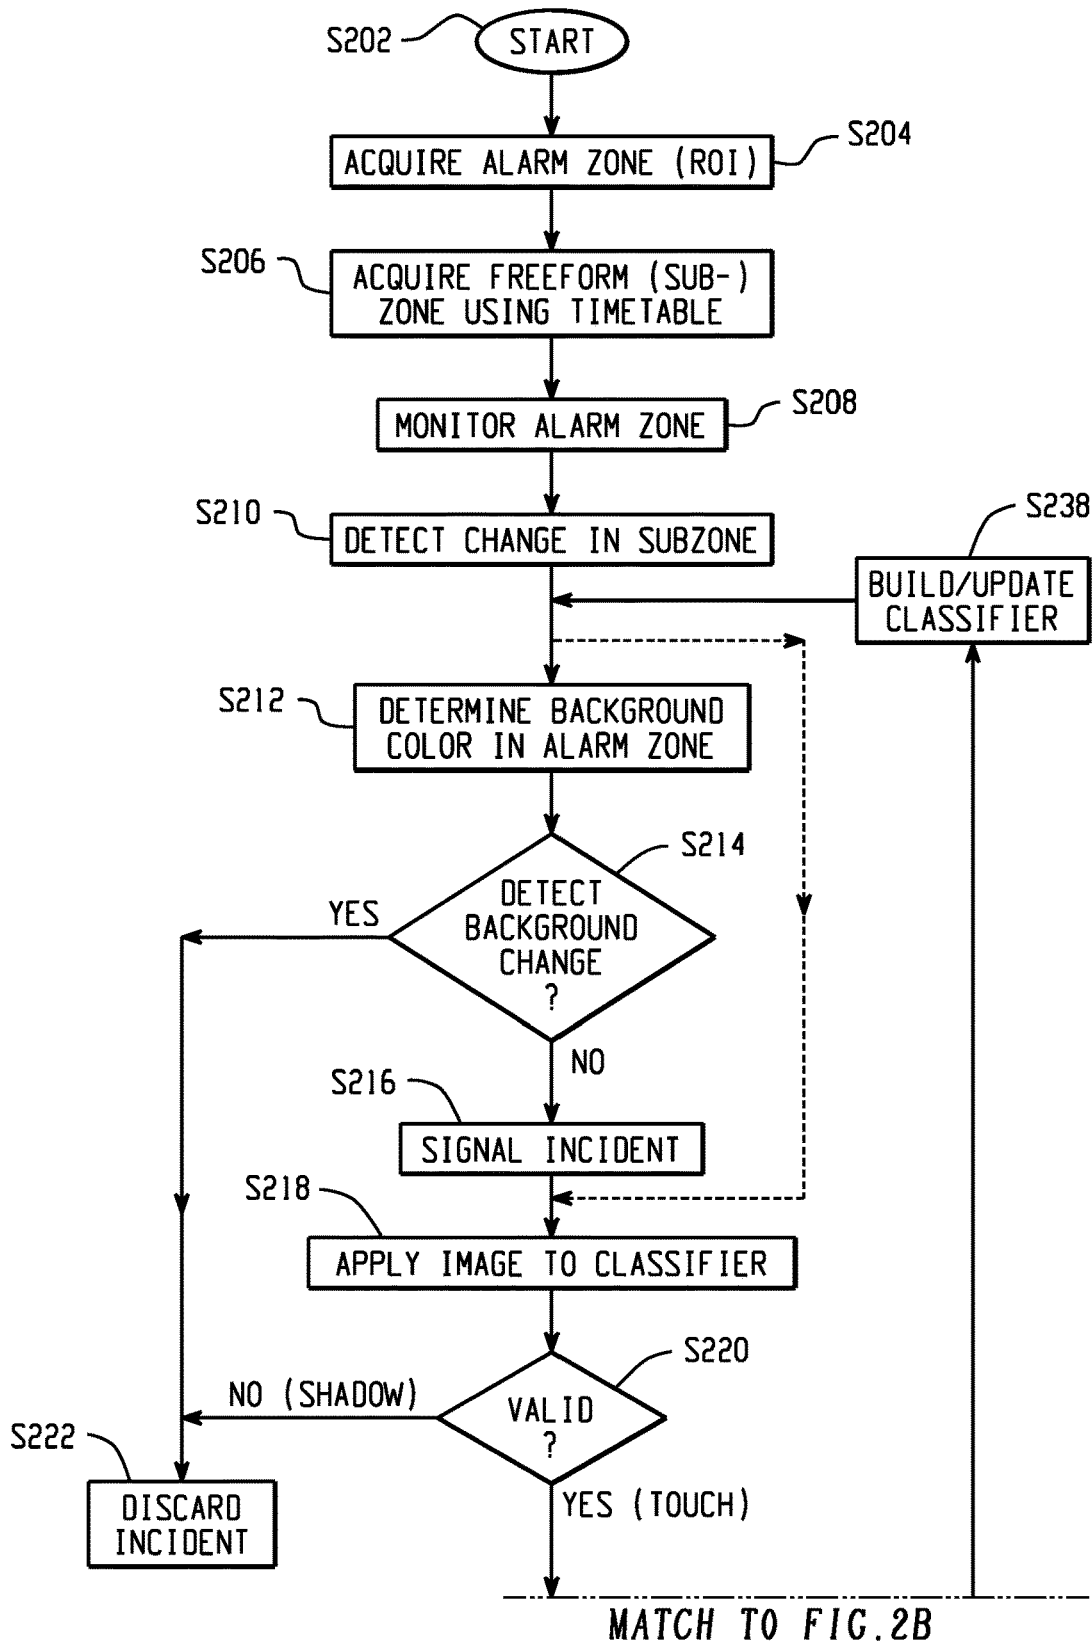 S202
START
S204
ACQUIRE ALARM ZONE (ROI)
S206
ACQUIRE FREEFORM (SUB-)
ZONE USING TIMETABLE
S208
MONITOR ALARM ZONE
S210
DETECT CHANGE IN SUBZONE
S238
BUILD/UPDATE
CLASSIFIER
S212
DETERMINE BACKGROUND
COLOR IN ALARM ZONE
S214
DETECT
BACKGROUND
CHANGE
?
YES
NO
S216
SIGNAL INCIDENT
S218
APPLY IMAGE TO CLASSIFIER
S220
VALID
?
NO (SHADOW)
S222
DISCARD
INCIDENT
YES (TOUCH)
MATCH TO FIG.2B